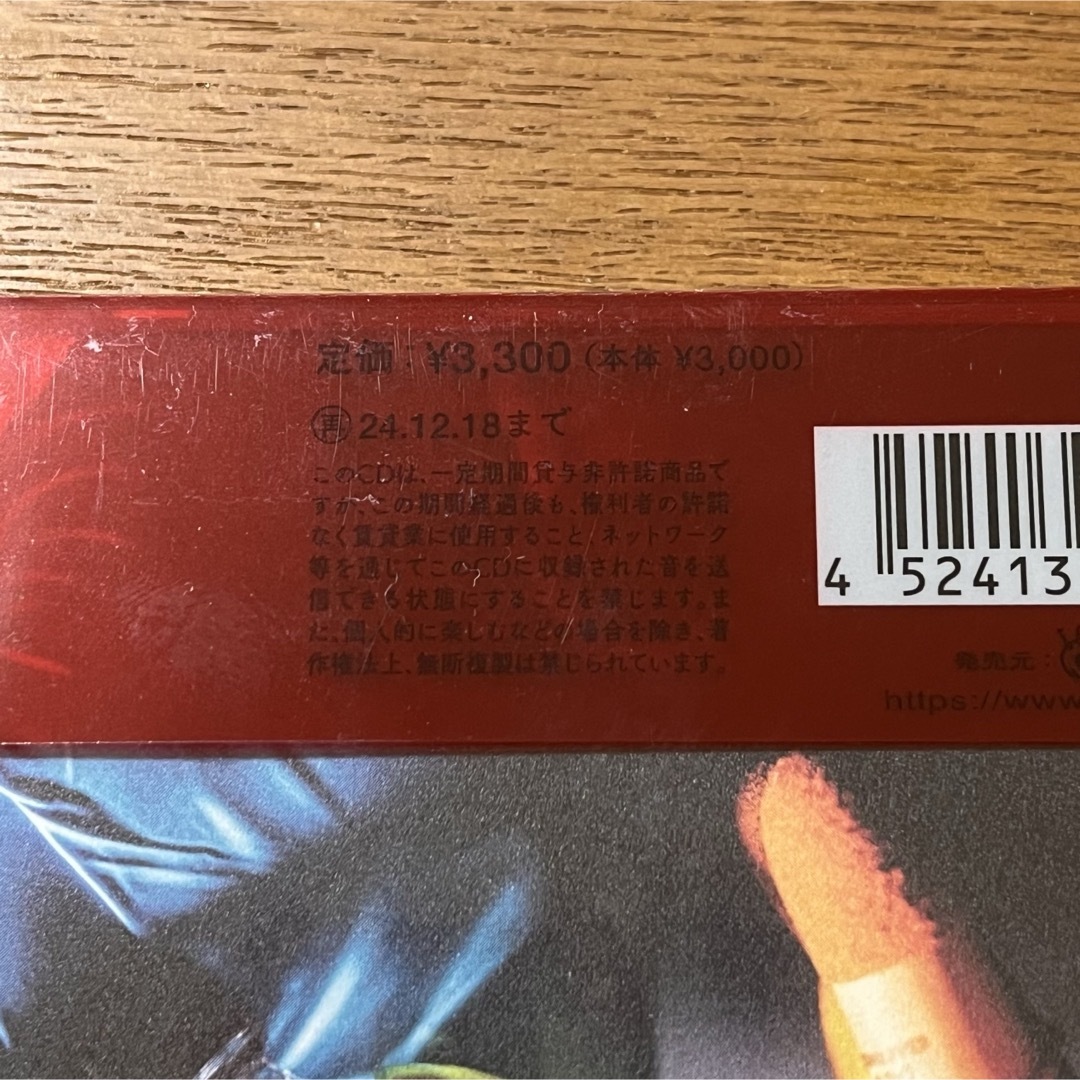 定価：¥3,300（本体 ¥3,000）
再 24.12.18まで
このCDは、一定期間貸与非許諾商品で
すが、この期間経過後も、権利者の許諾
なく賃貸業に使用すること、ネットワーク
等を通じてこのCDに収録された音を送
信できる状態にすることを禁じます。ま
た、個人的に楽しむなどの場合を除き、著
作権法上、無断複製は禁じられています。
4 52413
発売元：
https://www.